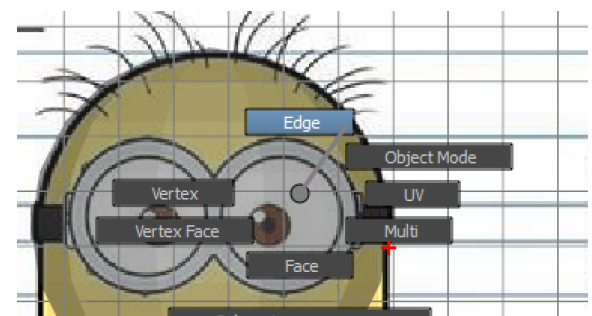 Edge
Object Mode
Vertex
UV
Vertex Face
Multi
Face